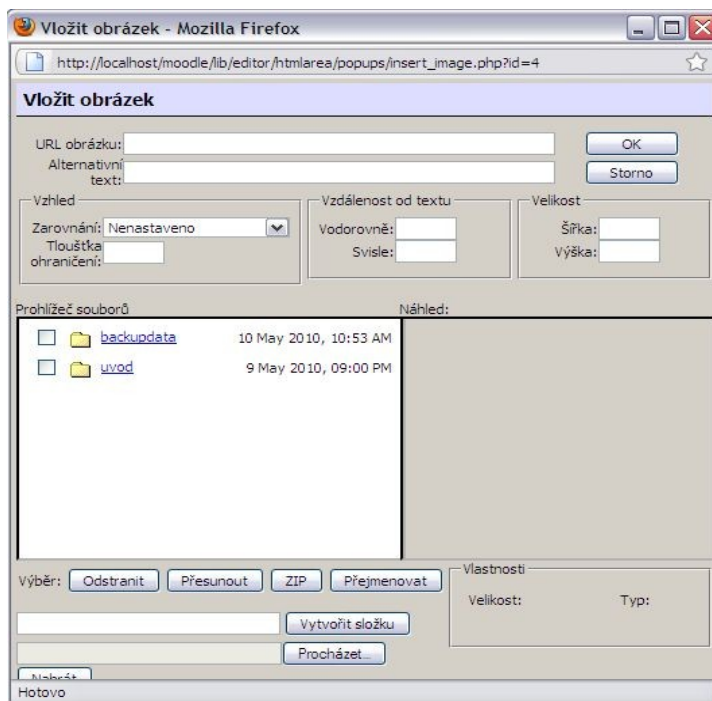 Vložit obrázek - Mozilla Firefox
http://localhost/moodle/lib/editor/htmlarea/popups/insert_image.php?id=4
Vložit obrázek
URL obrázku:
OK
Alternativní text:
Storno
Vzhled
Zarovnání: Nenastaveno
Tloušťka ohraničení:
Vzdálenost od textu
Vodorovně:
Svisle:
Velikost
Šířka:
Výška:
Prohlížeč souborů
Náhled:
backupdata 10 May 2010, 10:53 AM
uvod 9 May 2010, 09:00 PM
Výběr: Odstranit Přesunout ZIP Přejmenovat
Vlastnosti
Velikost: Typ:
Vytvořit složku
Procházet...
Nahrát
Hotovo